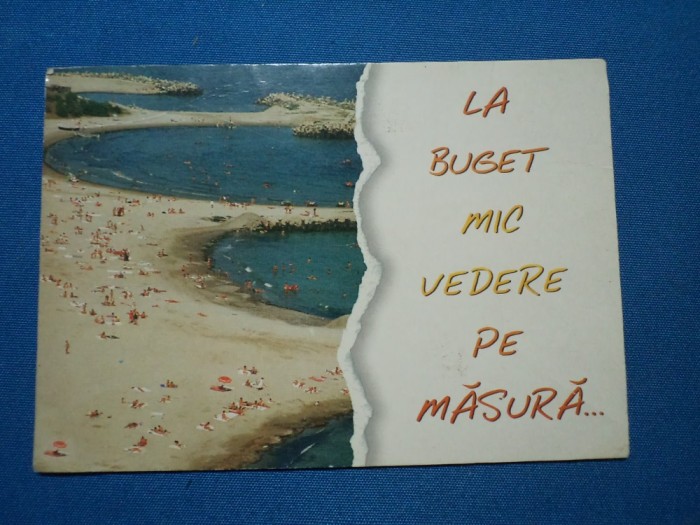 LA
BUGET
MIC
VEDERE
PE
MĂSURĂ...